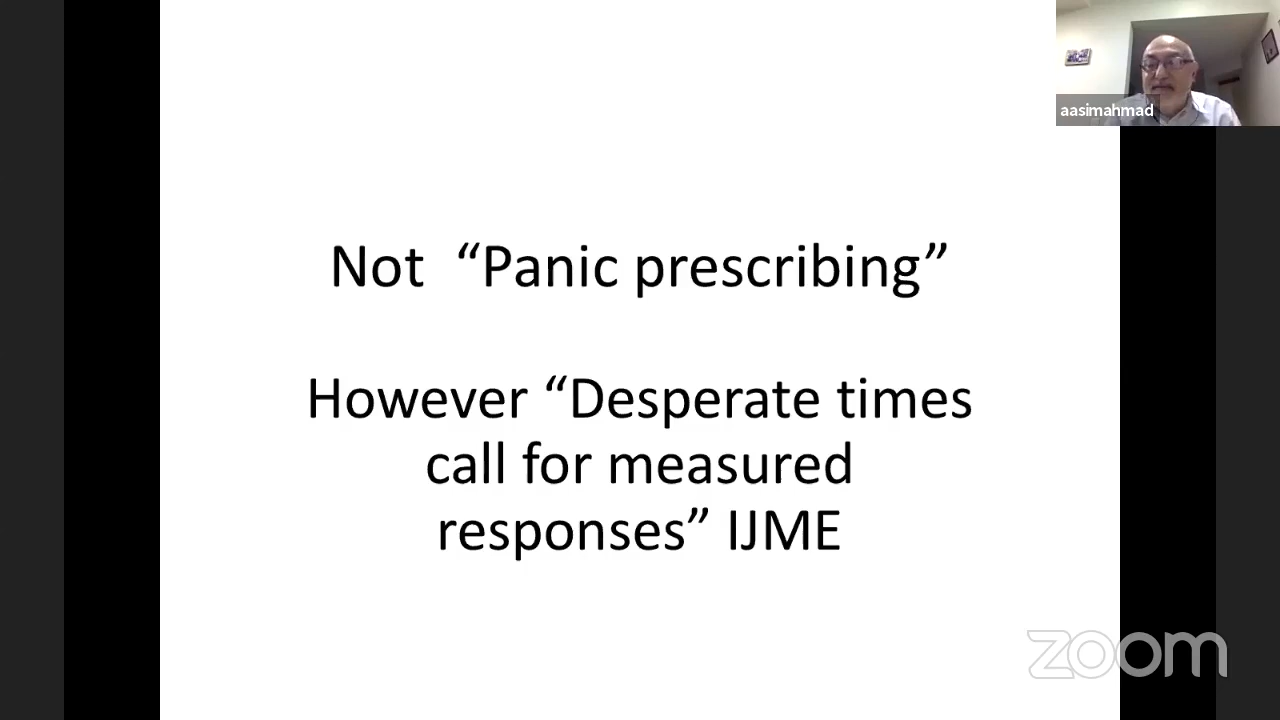 aasimahmad
Not “Panic prescribing”
However “Desperate times
call for measured
responses” IJME
zoom